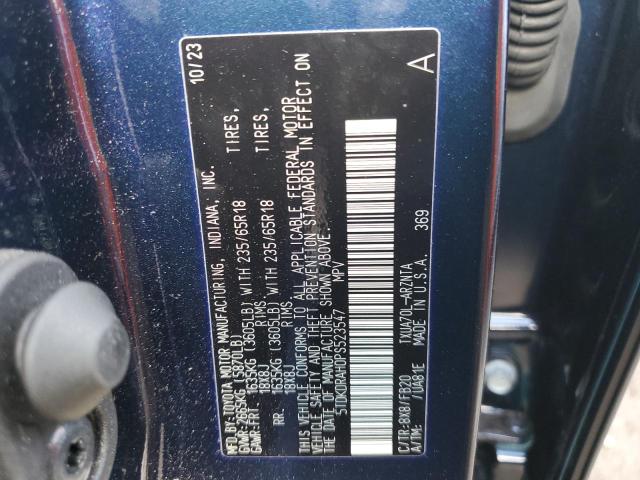 MFD.BY:TOYOTA MOTOR MANUFACTURING, INDIANA, INC. 10/23
GVWR:2665KG (5870LB)
GAWR:FRT. 1635KG (3605LB) WITH 235/65R18 TIRES,
18X8J RIMS
RR. 1635KG (3605LB) WITH 235/65R18 TIRES,
18X8J RIMS
THIS VEHICLE CONFORMS TO ALL APPLICABLE FEDERAL MOTOR
VEHICLE SAFETY AND THEFT PREVENTION STANDARDS IN EFFECT ON
THE DATE OF MANUFACTURE SHOWN ABOVE.
MPV
A
C/TR:8X8/FB20 TXUA70L-ARZNTA 369
A/TM: /UA81E MADE IN U.S.A.